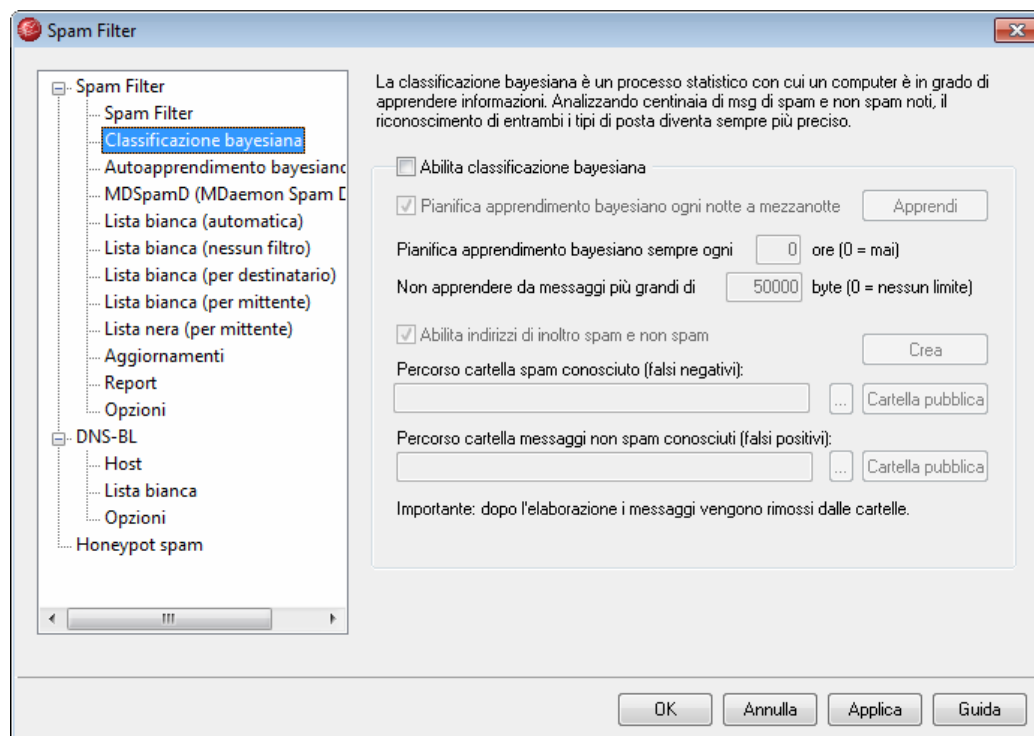 Spam Filter
Spam Filter
Spam Filter
Classificazione bayesiana
Autoapprendimento bayesianc
MDSpamD (MDaemon Spam D
Lista bianca (automatica)
Lista bianca (nessun filtro)
Lista bianca (per destinatario)
Lista bianca (per mittente)
Lista nera (per mittente)
Aggiornamenti
Report
Opzioni
DNS-BL
Host
Lista bianca
Opzioni
Honeypot spam
La classificazione bayesiana è un processo statistico con cui un computer è in grado di
apprendere informazioni. Analizzando centinaia di msg di spam e non spam noti, il
riconoscimento di entrambi i tipi di posta diventa sempre più preciso.
Abilita classificazione bayesiana
Pianifica apprendimento bayesiano ogni notte a mezzanotte Apprendi
Pianifica apprendimento bayesiano sempre ogni 0 ore (0 = mai)
Non apprendere da messaggi più grandi di 50000 byte (0 = nessun limite)
Abilita indirizzi di inoltro spam e non spam
Crea
Percorso cartella spam conosciuto (falsi negativi):
... Cartella pubblica
Percorso cartella messaggi non spam conosciuti (falsi positivi):
... Cartella pubblica
Importante: dopo l'elaborazione i messaggi vengono rimossi dalle cartelle.
OK Annulla Applica Guida